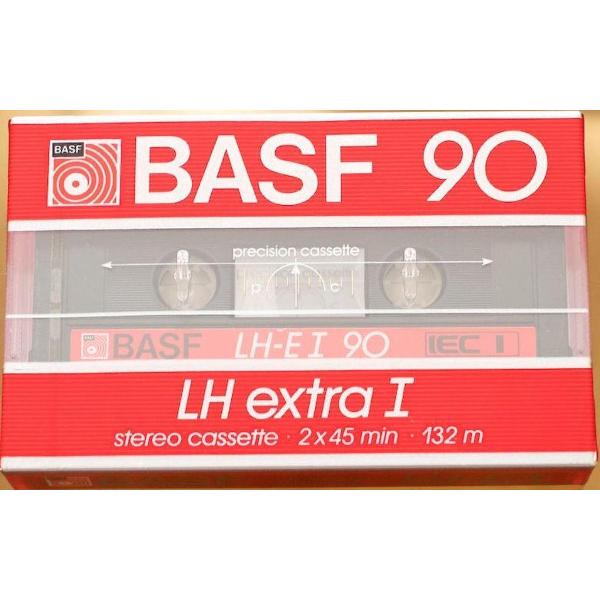 BASF
BASF 90
precision cassette
p c
BASF LH-E I 90 IEC I
LH extra I
stereo cassette · 2 x 45 min · 132 m